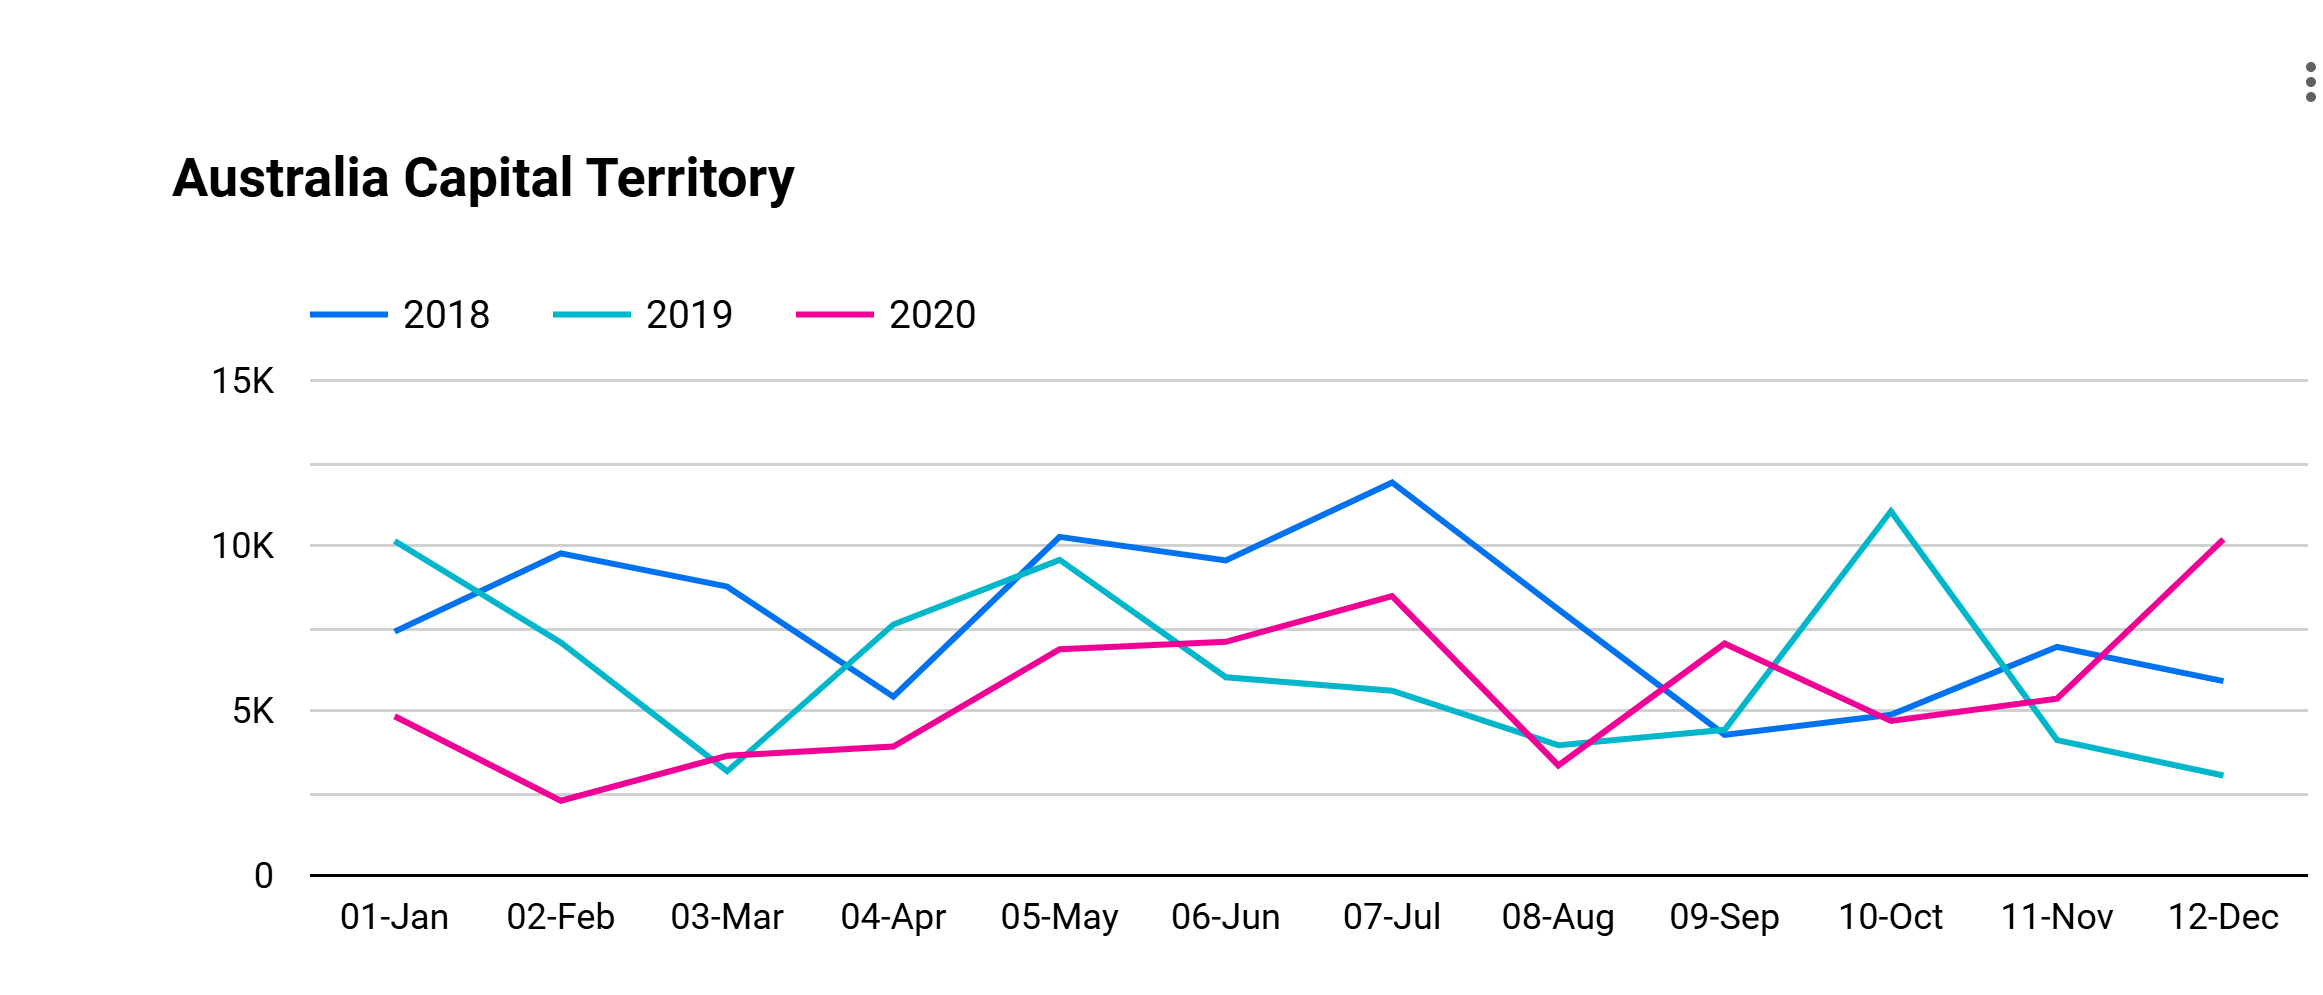 Australia Capital Territory
2018 2019 2020
15K
10K
5K
0
01-Jan 02-Feb 03-Mar 04-Apr 05-May 06-Jun 07-Jul 08-Aug 09-Sep 10-Oct 11-Nov 12-Dec